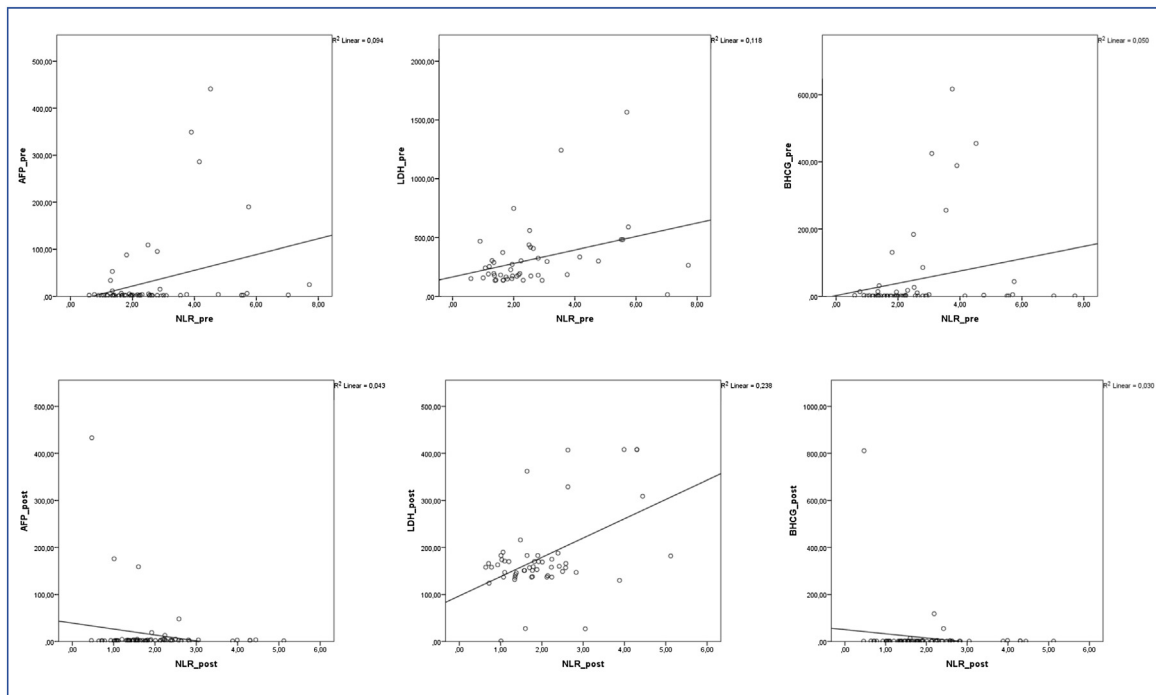 R² Linear = 0,094
500,00
400,00
300,00
200,00
100,00
,00
AFP_pre
,00 2,00 4,00 6,00 8,00
NLR_pre
R² Linear = 0,118
2000,00
1500,00
1000,00
500,00
,00
LDH_pre
,00 2,00 4,00 6,00 8,00
NLR_pre
R² Linear = 0,050
600,00
400,00
200,00
,00
BHCG_pre
,00 2,00 4,00 6,00 8,00
NLR_pre
R² Linear = 0,043
500,00
400,00
300,00
200,00
100,00
,00
AFP_post
,00 1,00 2,00 3,00 4,00 5,00 6,00
NLR_post
R² Linear = 0,238
500,00
400,00
300,00
200,00
100,00
,00
LDH_post
,00 1,00 2,00 3,00 4,00 5,00 6,00
NLR_post
R² Linear = 0,030
1000,00
800,00
600,00
400,00
200,00
,00
BHCG_post
,00 1,00 2,00 3,00 4,00 5,00 6,00
NLR_post